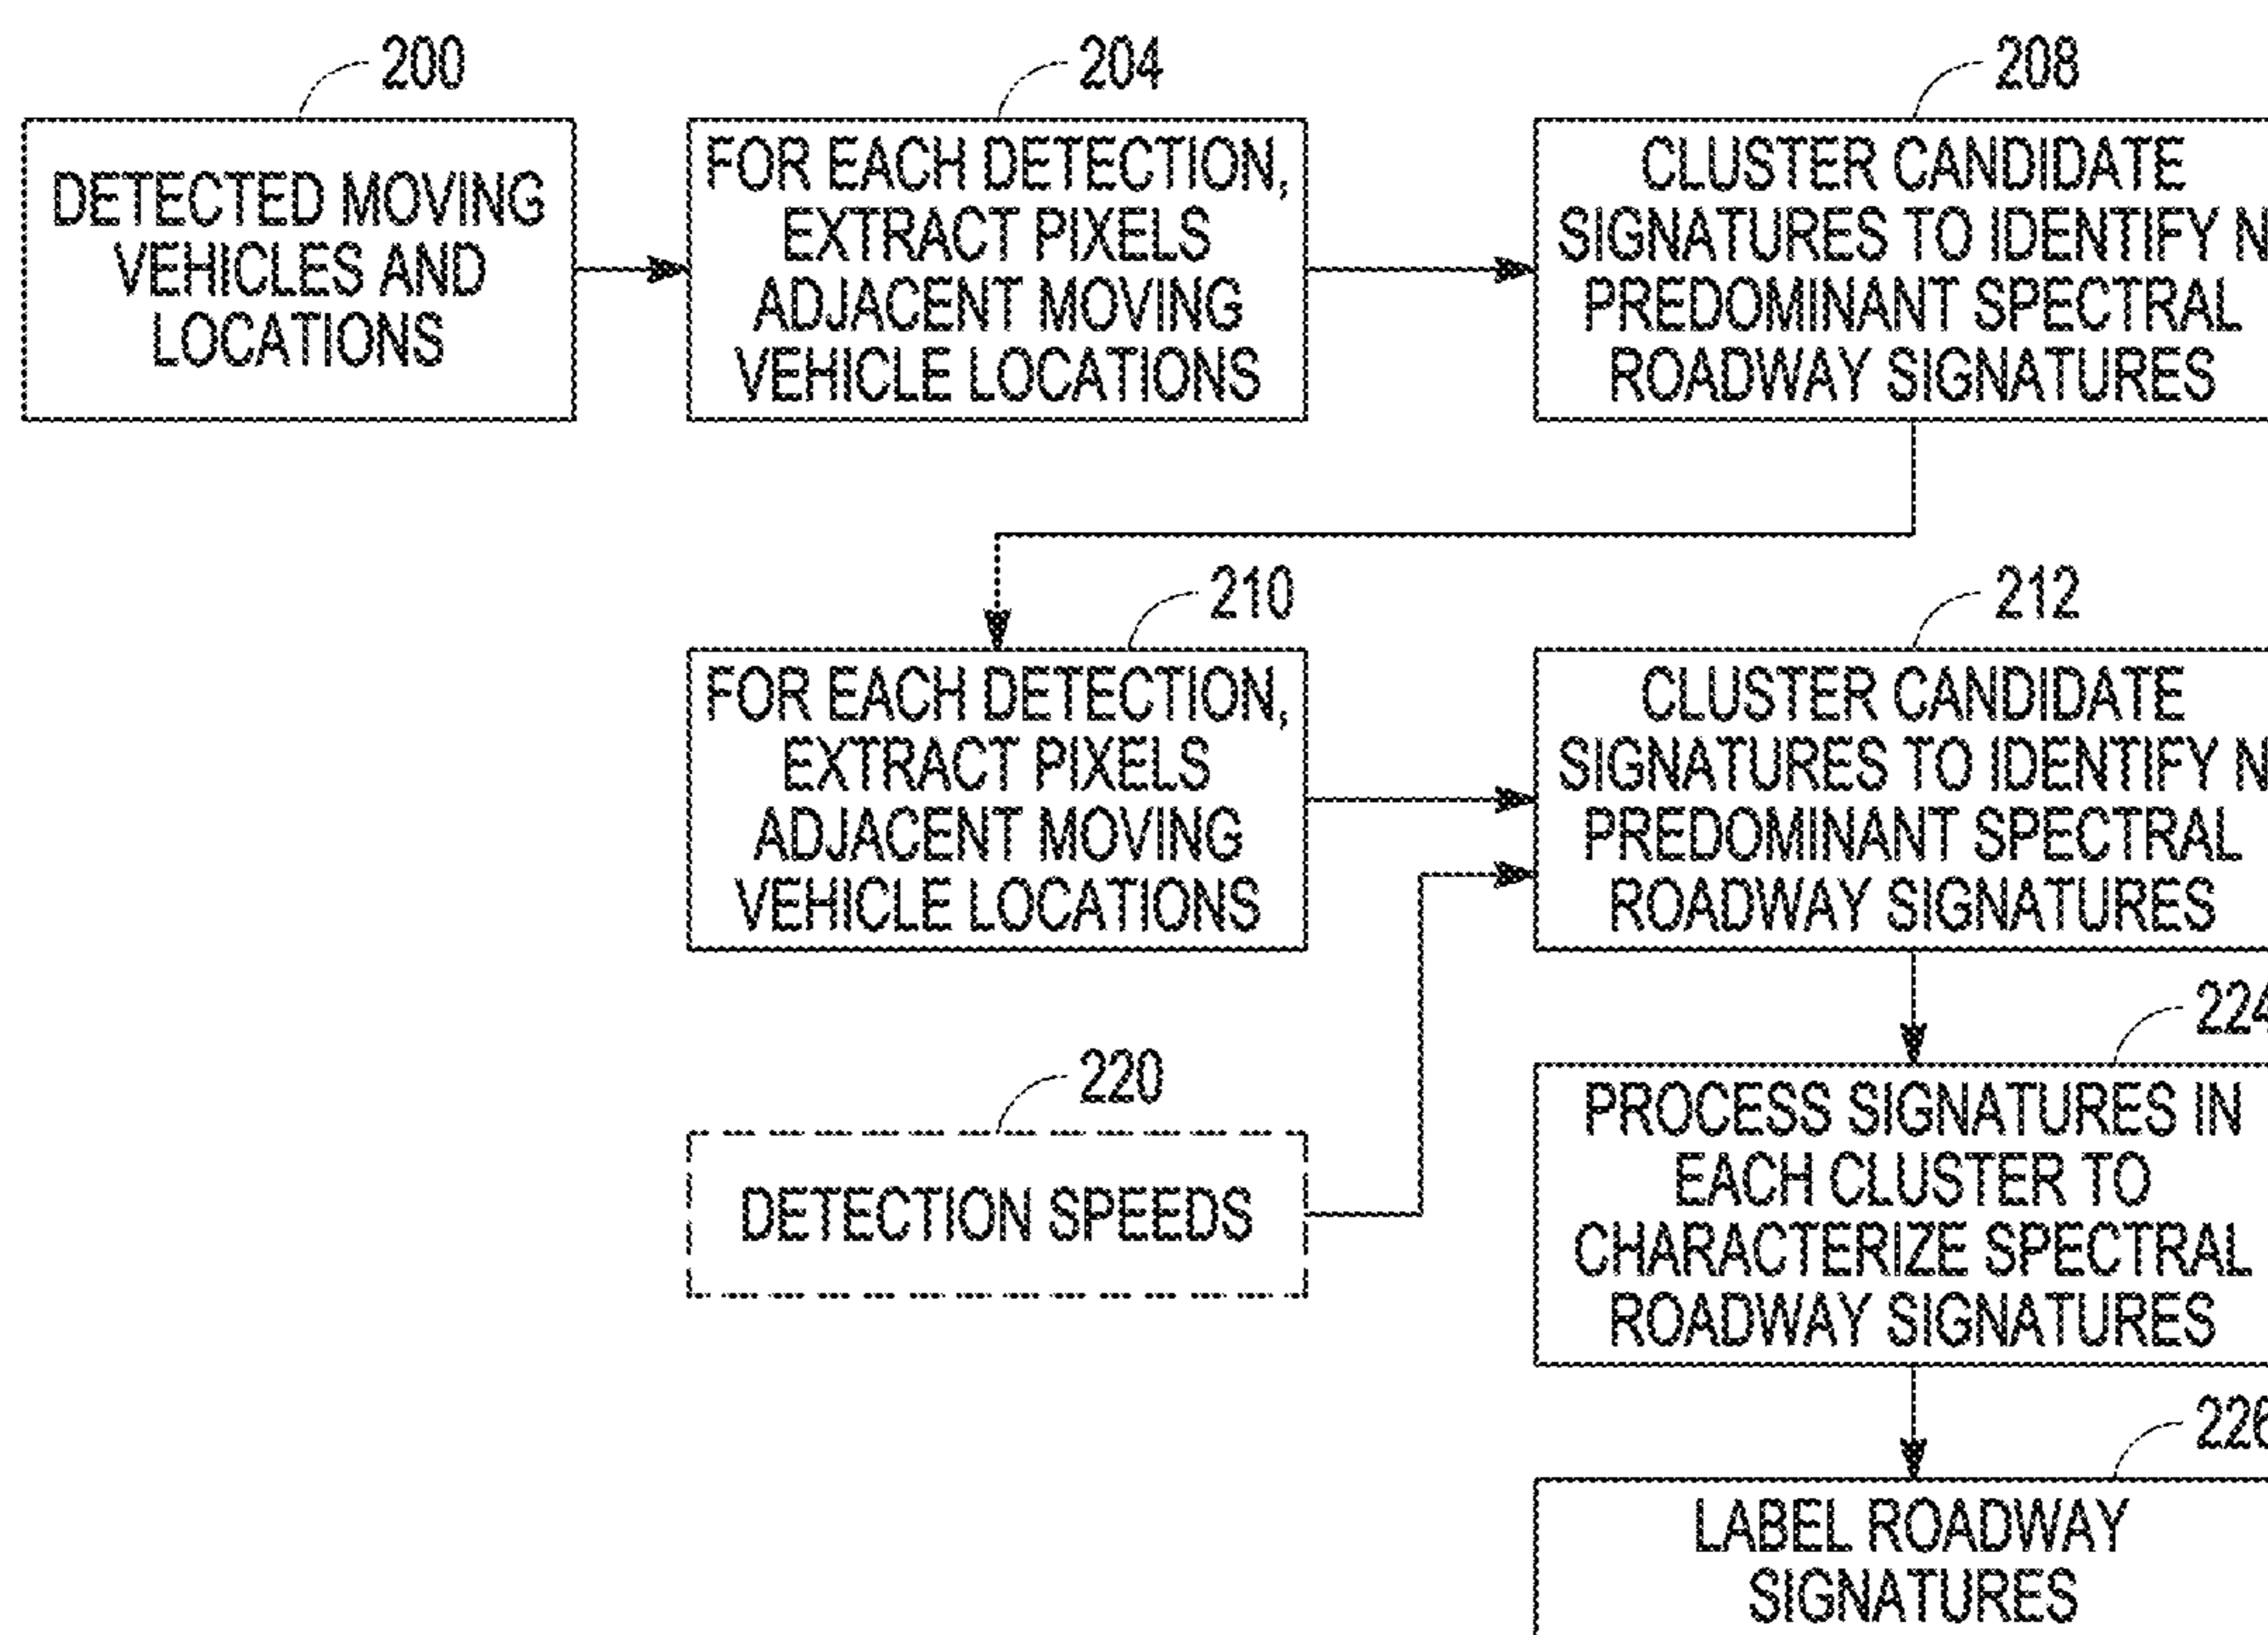 200
DETECTED MOVING
VEHICLES AND
LOCATIONS
204
FOR EACH DETECTION,
EXTRACT PIXELS
ADJACENT MOVING
VEHICLE LOCATIONS
208
CLUSTER CANDIDATE
SIGNATURES TO IDENTIFY N
PREDOMINANT SPECTRAL
ROADWAY SIGNATURES
210
FOR EACH DETECTION,
EXTRACT PIXELS
ADJACENT MOVING
VEHICLE LOCATIONS
212
CLUSTER CANDIDATE
SIGNATURES TO IDENTIFY N
PREDOMINANT SPECTRAL
ROADWAY SIGNATURES
220
DETECTION SPEEDS
224
PROCESS SIGNATURES IN
EACH CLUSTER TO
CHARACTERIZE SPECTRAL
ROADWAY SIGNATURES
226
LABEL ROADWAY
SIGNATURES